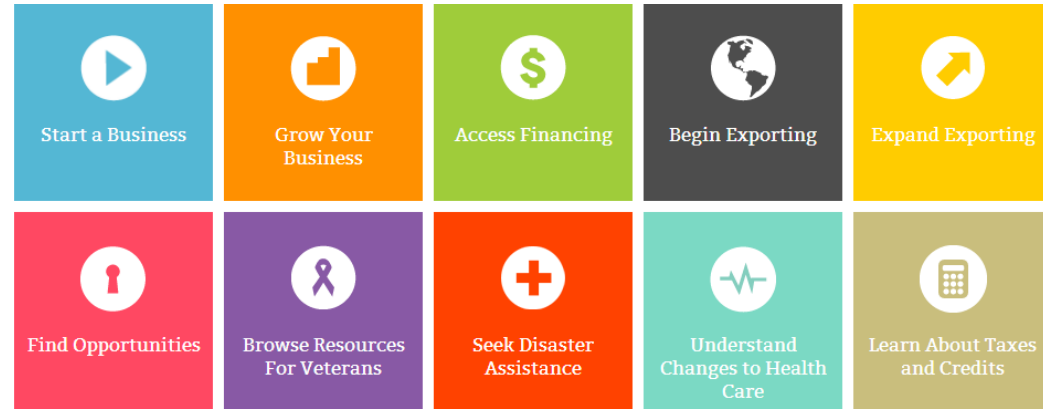 Start a Business
Grow Your
Business
Access Financing
Begin Exporting
Expand Exporting
Find Opportunities
Browse Resources
For Veterans
Seek Disaster
Assistance
Understand
Changes to Health
Care
Learn About Taxes
and Credits